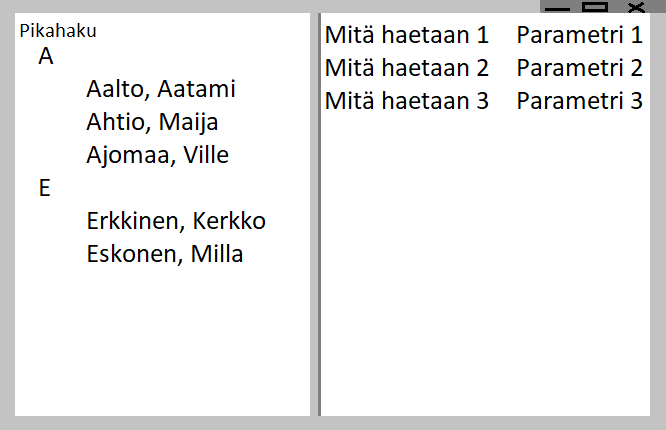 Pikahaku
A
Aalto, Aatami
Ahtio, Maija
Ajomaa, Ville
E
Erkkinen, Kerkko
Eskonen, Milla
Mitä haetaan 1 Parametri 1
Mitä haetaan 2 Parametri 2
Mitä haetaan 3 Parametri 3